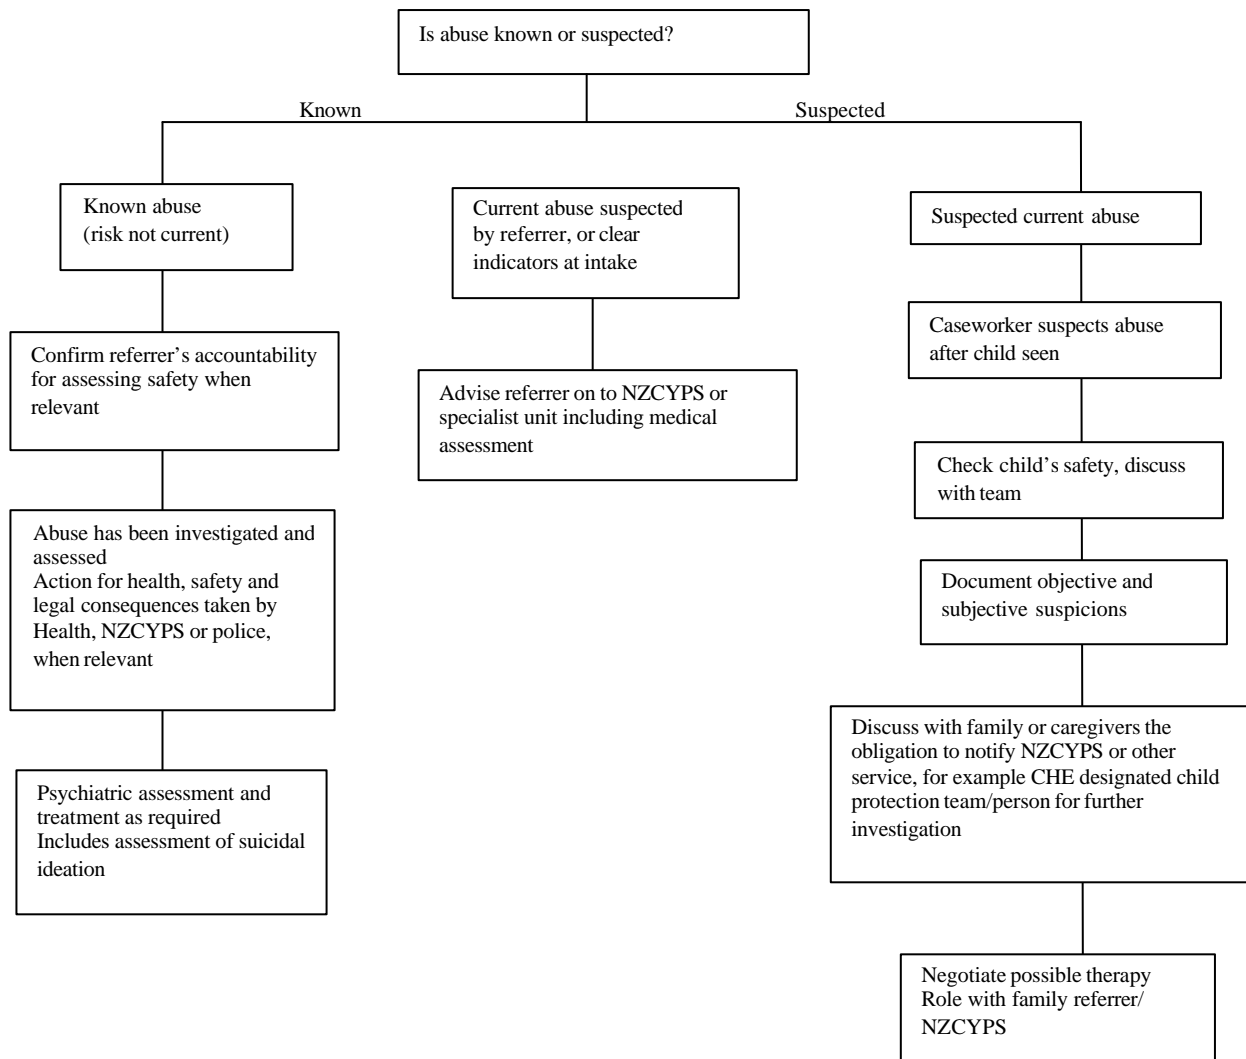 Is abuse known or suspected?
Known
Suspected
Known abuse
(risk not current)
Confirm referrer’s accountability
for assessing safety when
relevant
Abuse has been investigated and
assessed
Action for health, safety and
legal consequences taken by
Health, NZCYPS or police,
when relevant
Psychiatric assessment and
treatment as required
Includes assessment of suicidal
ideation
Current abuse suspected
by referrer, or clear
indicators at intake
Advise referrer on to NZCYPS or
specialist unit including medical
assessment
Suspected current abuse
Caseworker suspects abuse
after child seen
Check child’s safety, discuss
with team
Document objective and
subjective suspicions
Discuss with family or caregivers the
obligation to notify NZCYPS or other
service, for example CHE designated child
protection team/person for further
investigation
Negotiate possible therapy
Role with family referrer/
NZCYPS